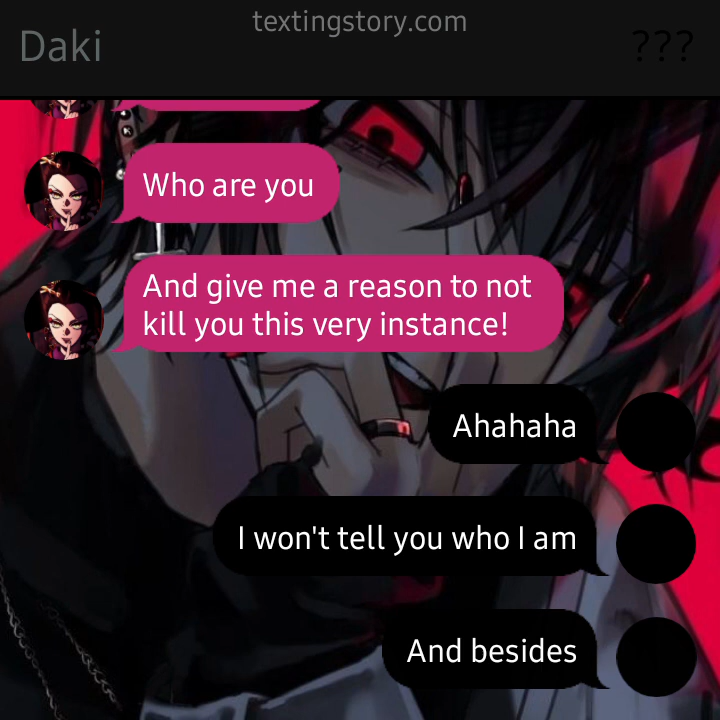 textingstory.com
Daki
???
Who are you
And give me a reason to not
kill you this very instance!
Ahahaha
I won't tell you who I am
And besides